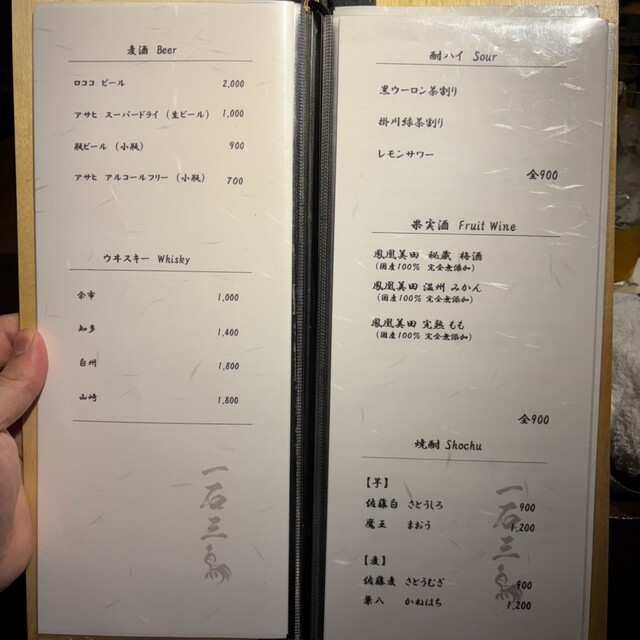 麦酒 Beer
ロココ ビール 2,000
アサヒ スーパードライ (生ビール) 1,000
瓶ビール (小瓶) 900
アサヒ アルコールフリー (小瓶) 700
ウヰスキー Whisky
余市 1,000
知多 1,400
白州 1,800
山崎 1,800
一石三鳥
酎ハイ Sour
黒ウーロン茶割り
掛川緑茶割り
レモンサワー
全900
果実酒 Fruit Wine
鳳凰美田 秘蔵 梅酒
(国産100% 完全無添加)
鳳凰美田 温州 みかん
(国産100% 完全無添加)
鳳凰美田 完熟 もも
(国産100% 完全無添加)
全900
焼酎 Shochu
【芋】
佐藤白 さとうしろ 900
魔王 まおう 1,200
【麦】
佐藤麦 さとうむぎ 900
兼八 かねはち 1,200
一石三鳥